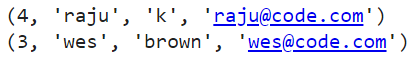 (4, 'raju', 'k', 'raju@code.com')
(3, 'wes', 'brown', 'wes@code.com')